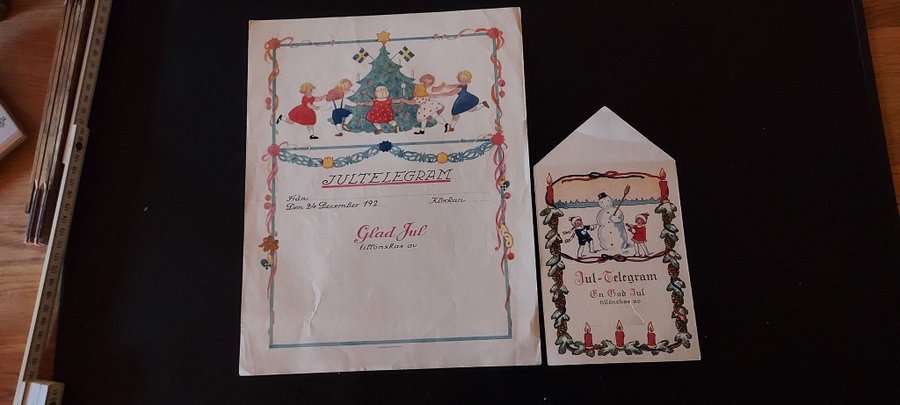 JULTELEGRAM
Från
Den 24 December 192
Klockan
Glad Jul
tillönskas av
Jul-Telegram
En God Jul
tillönskas av